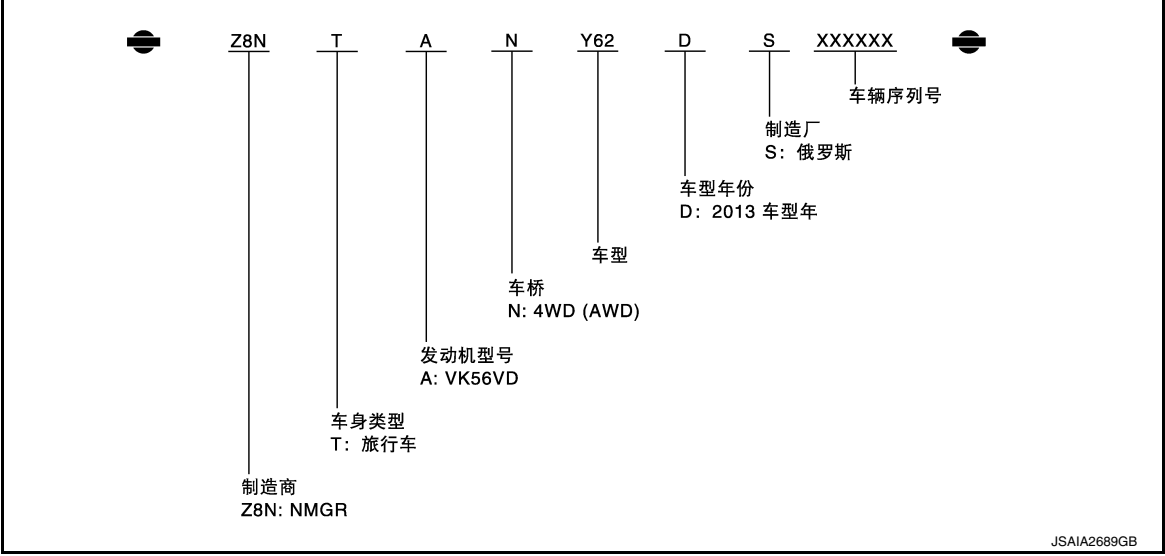 Z8N T A N Y62 D S XXXXXX
车辆序列号
制造厂
S：俄罗斯
车型年份
D：2013 车型年
车型
车桥
N: 4WD (AWD)
发动机型号
A: VK56VD
车身类型
T：旅行车
制造商
Z8N: NMGR
JSAIA2689GB